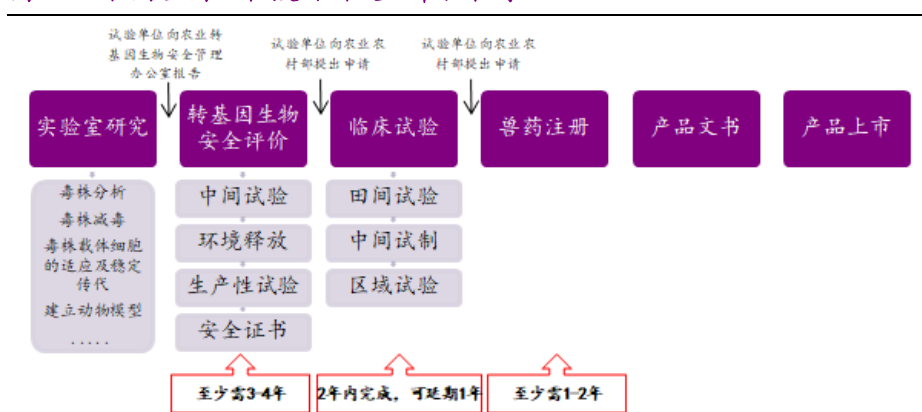 试验单位向农业转
基因生物安全管理
办公室报告
试验单位向农业农
村部提出申请
试验单位向农业农
村部提出申请
实验室研究
转基因生物
安全评价
临床试验
兽药注册
产品文书
产品上市
毒株分析
毒株减毒
毒株载体细胞
的适应及稳定
传代
建立动物模型
.....
中间试验
环境释放
生产性试验
安全证书
田间试验
中间试制
区域试验
至少需3-4年
2年内完成，可延期1年
至少需1-2年